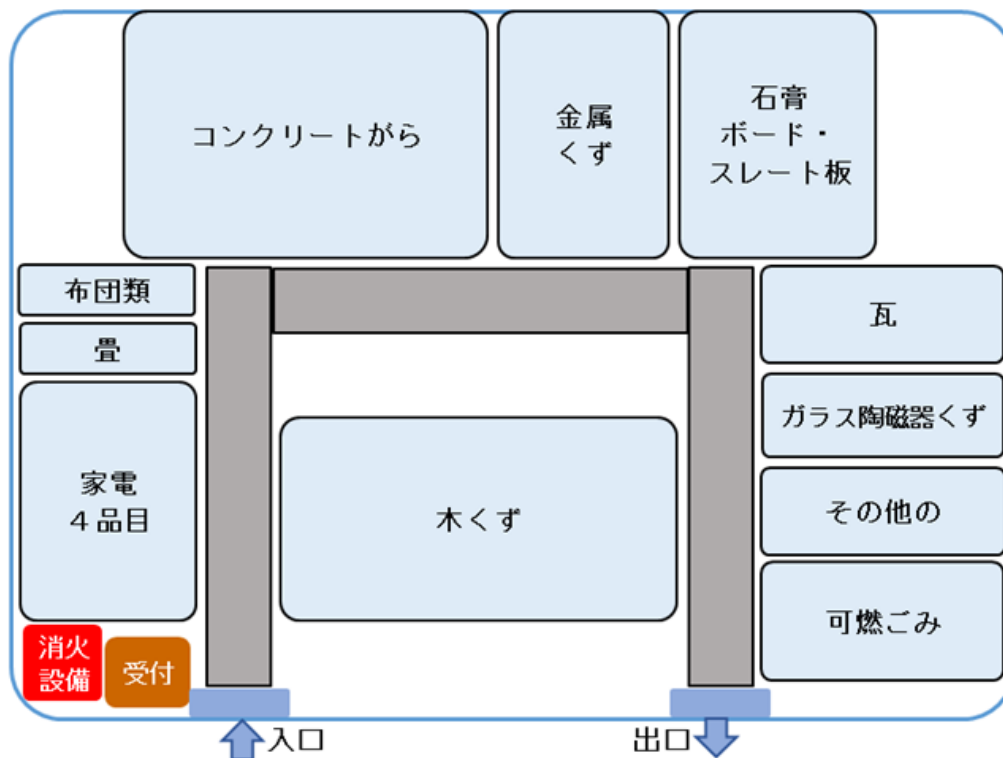 コンクリートがら
金属
くず
石膏
ボード・
スレート板
布団類
畳
家電
４品目
木くず
瓦
ガラス陶磁器くず
その他の
可燃ごみ
消火
設備
受付
入口
出口